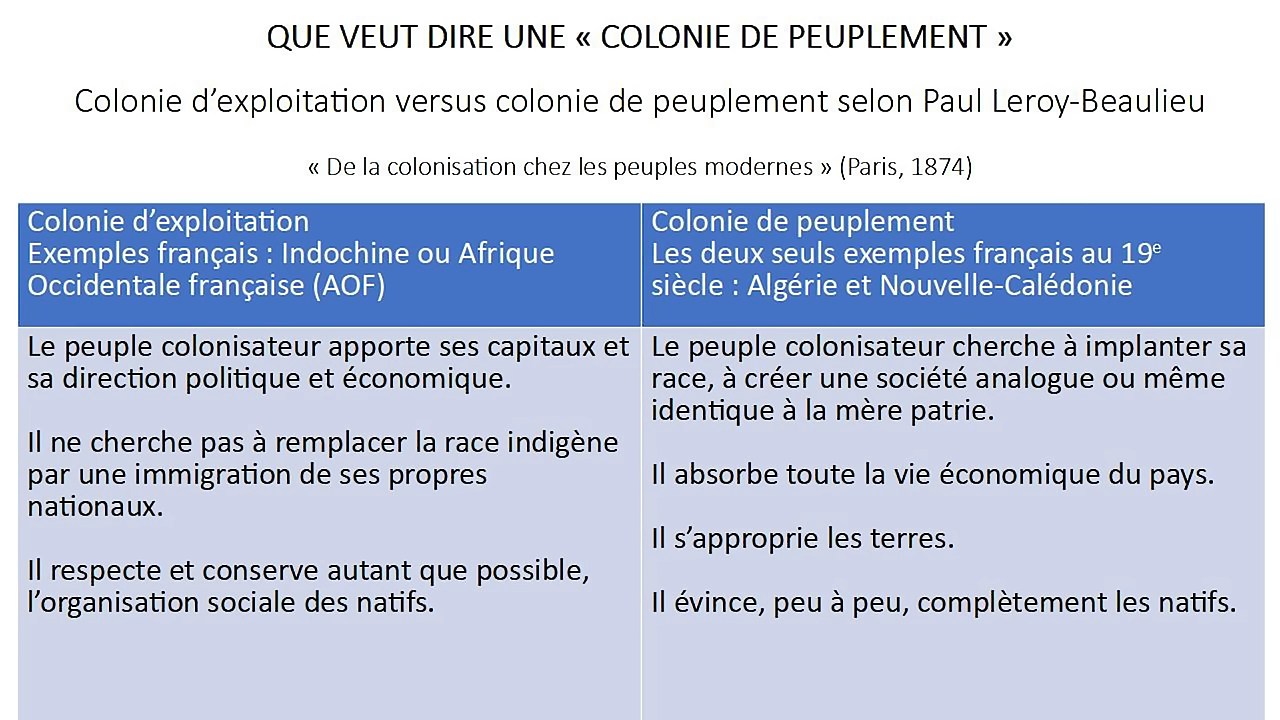 QUE VEUT DIRE UNE « COLONIE DE PEUPLEMENT »
Colonie d’exploitation versus colonie de peuplement selon Paul Leroy-Beaulieu
« De la colonisation chez les peuples modernes » (Paris, 1874)
Colonie d’exploitation
Exemples français : Indochine ou Afrique
Occidentale française (AOF)
Colonie de peuplement
Les deux seuls exemples français au 19e
siècle : Algérie et Nouvelle-Calédonie
Le peuple colonisateur apporte ses capitaux et
sa direction politique et économique.
Il ne cherche pas à remplacer la race indigène
par une immigration de ses propres
nationaux.
Il respecte et conserve autant que possible,
l’organisation sociale des natifs.
Le peuple colonisateur cherche à implanter sa
race, à créer une société analogue ou même
identique à la mère patrie.
Il absorbe toute la vie économique du pays.
Il s’approprie les terres.
Il évince, peu à peu, complètement les natifs.